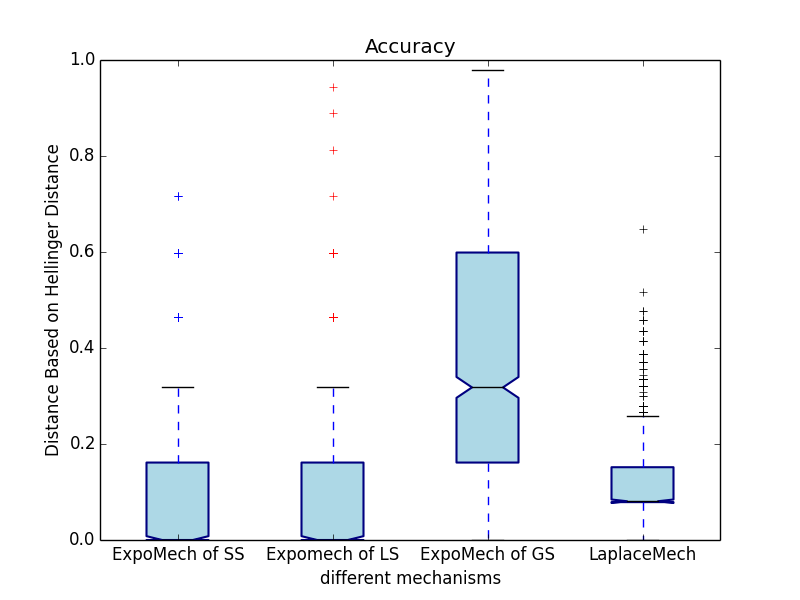 Accuracy
Distance Based on Hellinger Distance
1.0
0.8
0.6
0.4
0.2
0.0
ExpoMech of SS
Expomech of LS
ExpoMech of GS
LaplaceMech
different mechanisms